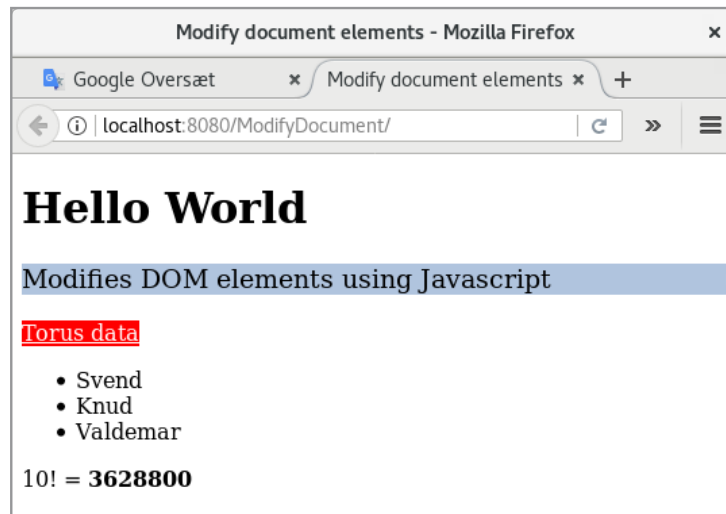 Modify document elements - Mozilla Firefox
Google Oversæt
Modify document elements
localhost:8080/ModifyDocument/
Hello World
Modifies DOM elements using Javascript
Torus data
• Svend
• Knud
• Valdemar
10! = 3628800